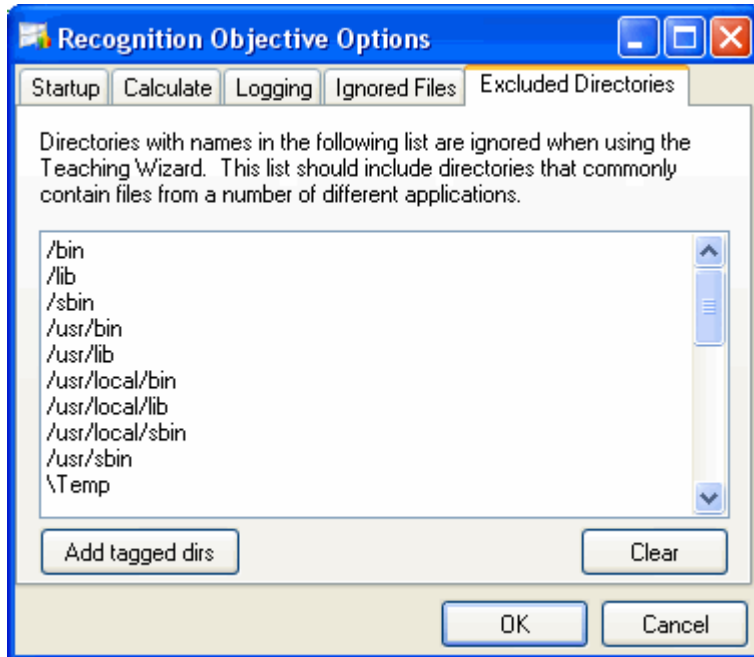 Recognition Objective Options
Startup Calculate Logging Ignored Files Excluded Directories
Directories with names in the following list are ignored when using the
Teaching Wizard. This list should include directories that commonly
contain files from a number of different applications.
/bin
/lib
/sbin
/usr/bin
/usr/lib
/usr/local/bin
/usr/local/lib
/usr/local/sbin
/usr/sbin
\Temp
Add tagged dirs Clear
OK Cancel